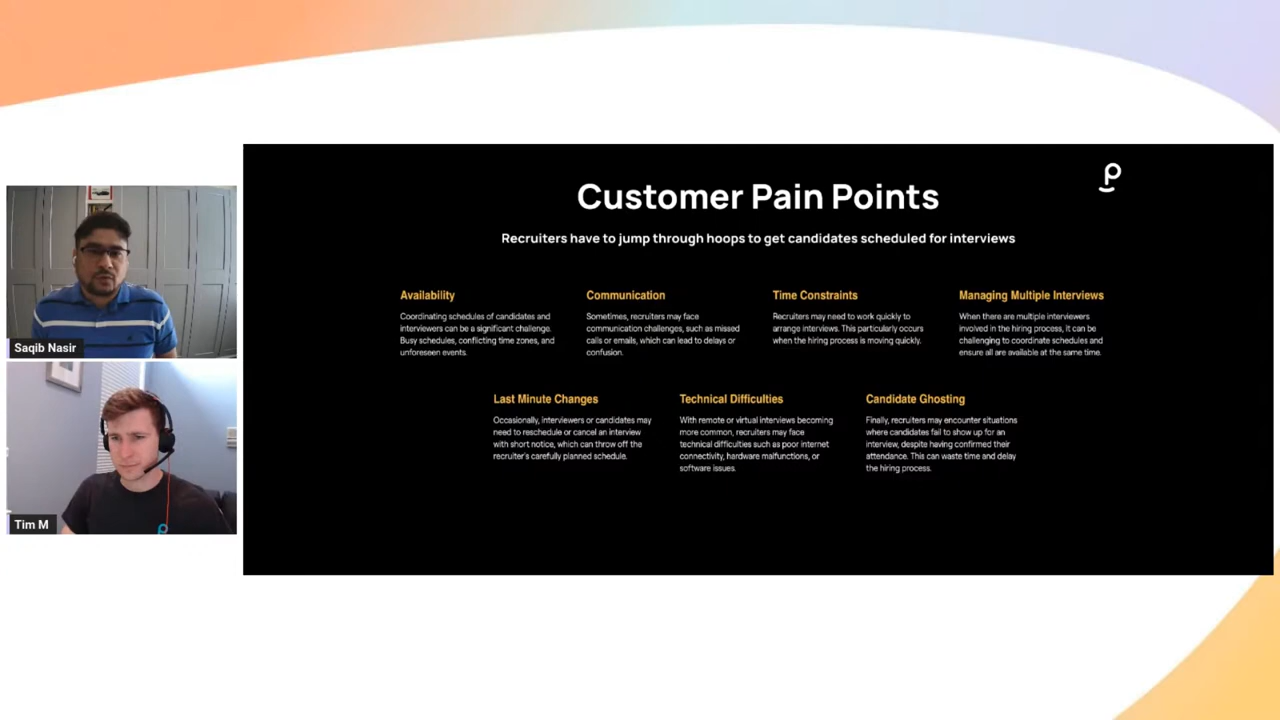 Customer Pain Points
Recruiters have to jump through hoops to get candidates scheduled for interviews
Availability
Coordinating schedules of candidates and
interviewers can be a significant challenge.
Busy schedules, conflicting time zones, and
unforeseen events.
Communication
Sometimes, recruiters may face
communication challenges, such as missed
calls or emails, which can lead to delays or
confusion.
Time Constraints
Recruiters may need to work quickly to
arrange interviews. This particularly occurs
when the hiring process is moving quickly.
Managing Multiple Interviews
When there are multiple interviewers
involved in the hiring process, it can be
challenging to coordinate schedules and
ensure all are available at the same time.
Last Minute Changes
Occasionally, interviewers or candidates may
need to reschedule or cancel an interview
with short notice, which can throw off the
recruiter's carefully planned schedule.
Technical Difficulties
With remote or virtual interviews becoming
more common, recruiters may face
technical difficulties such as poor internet
connectivity, hardware malfunctions, or
software issues.
Candidate Ghosting
Finally, recruiters may encounter situations
where candidates fail to show up for an
interview, despite having confirmed their
attendance. This can waste time and delay
the hiring process.
Saqib Nasir
Tim M